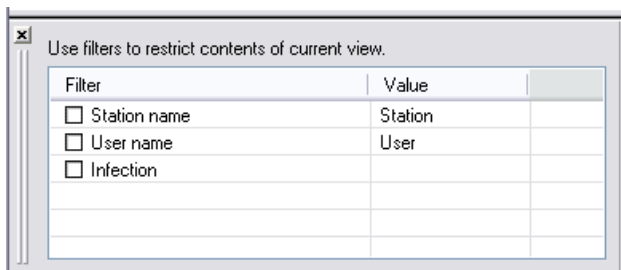 Use filters to restrict contents of current view.
Filter Value
Station name Station
User name User
Infection